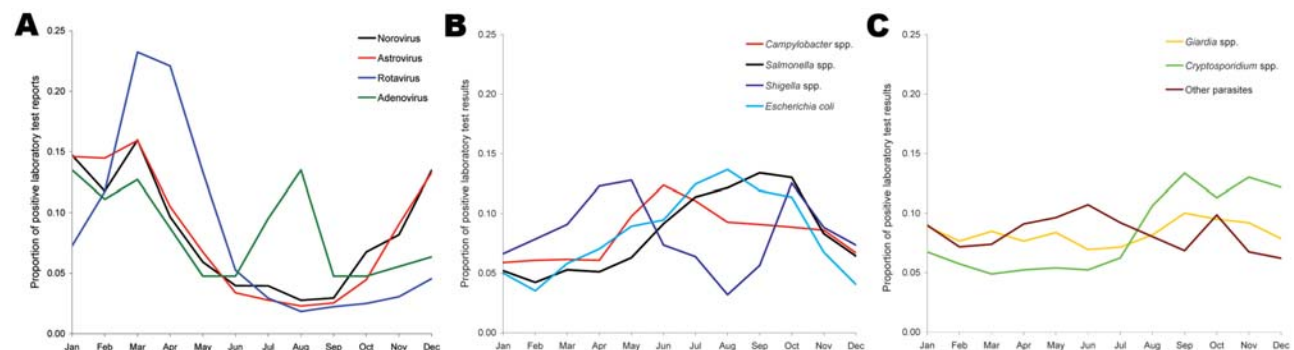 A
Proportion of positive laboratory test reports
0.25
0.20
0.15
0.10
0.05
0.00
Jan Feb Mar Apr May Jun Jul Aug Sep Oct Nov Dec
Norovirus
Astrovirus
Rotavirus
Adenovirus
B
Proportion of positive laboratory test results
0.25
0.20
0.15
0.10
0.05
0.00
Jan Feb Mar Apr May Jun Jul Aug Sep Oct Nov Dec
Campylobacter spp.
Salmonella spp.
Shigella spp.
Escherichia coli
C
Proportion of positive laboratory test results
0.25
0.20
0.15
0.10
0.05
0.00
Jan Feb Mar Apr May Jun Jul Aug Sep Oct Nov Dec
Giardia spp.
Cryptosporidium spp.
Other parasites